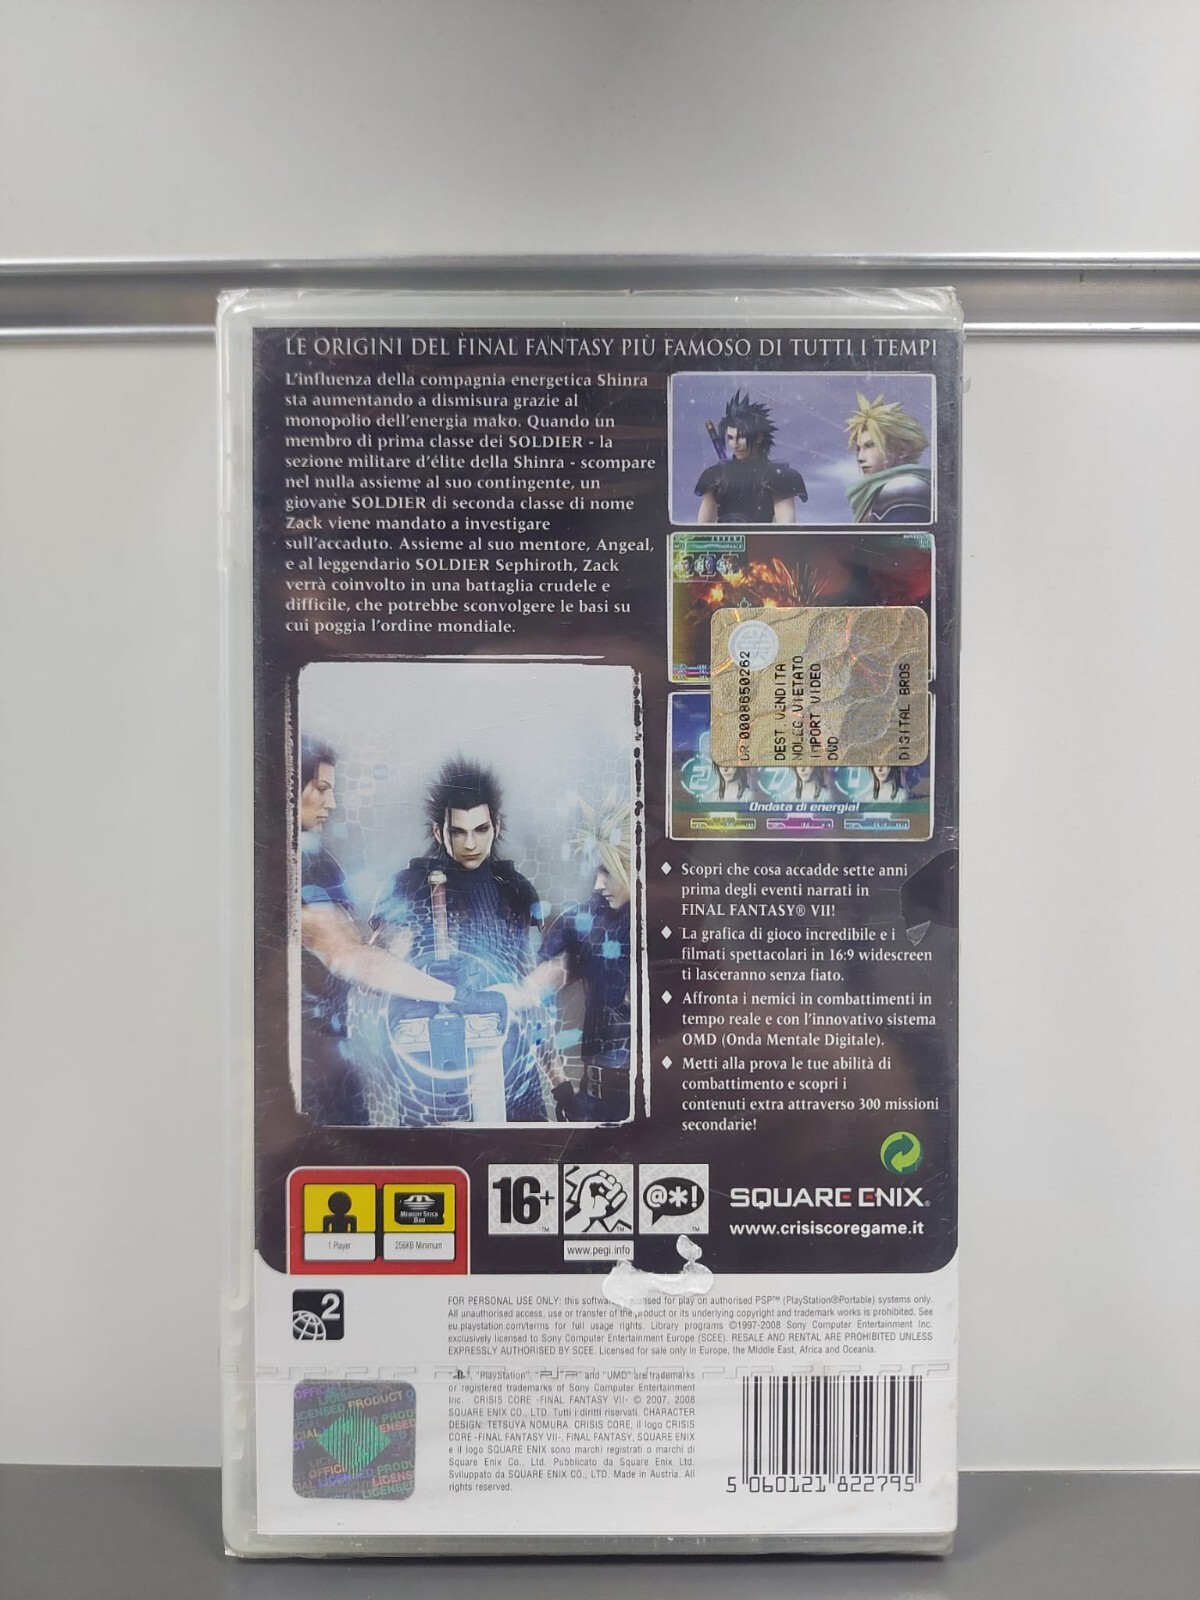 LE ORIGINI DEL FINAL FANTASY PIÙ FAMOSO DI TUTTI I TEMPI
L'influenza della compagnia energetica Shinra
sta aumentando a dismisura grazie al
monopolio dell'energia mako. Quando un
membro di prima classe dei SOLDIER - la
sezione militare d'élite della Shinra - scompare
nel nulla assieme al suo contingente, un
giovane SOLDIER di seconda classe di nome
Zack viene mandato a investigare
sull'accaduto. Assieme al suo mentore, Angeal,
e al leggendario SOLDIER Sephiroth, Zack
verrà coinvolto in una battaglia crudele e
difficile, che potrebbe sconvolgere le basi su
cui poggia l'ordine mondiale.
DR 0008650262
DEST.VENDITA
NOLEG.VIETATO
IMPORT VIDEO
DVD
DIGITAL BROS
Ondata di energia!
◆ Scopri che cosa accadde sette anni
prima degli eventi narrati in
FINAL FANTASY® VII!
◆ La grafica di gioco incredibile e i
filmati spettacolari in 16:9 widescreen
ti lasceranno senza fiato.
◆ Affronta i nemici in combattimenti in
tempo reale e con l'innovativo sistema
OMD (Onda Mentale Digitale).
◆ Metti alla prova le tue abilità di
combattimento e scopri i
contenuti extra attraverso 300 missioni
secondarie!
1 Player
MEMORY STICK
DUO
256KB Minimum
16+
@*!
www.pegi.info
SQUARE ENIX®
www.crisiscoregame.it
2
FOR PERSONAL USE ONLY: this software licensed for play on authorised PSP™ (PlayStation®Portable) systems only.
All unauthorised access, use or transfer of the product or its underlying copyright and trademark works is prohibited. See
eu.playstation.com/terms for full usage rights. Library programs ©1997-2008 Sony Computer Entertainment Inc.
exclusively licensed to Sony Computer Entertainment Europe (SCEE). RESALE AND RENTAL ARE PROHIBITED UNLESS
EXPRESSLY AUTHORISED BY SCEE. Licensed for sale only in Europe, the Middle East, Africa and Oceania.
"PlayStation", and "UMD" are trademarks
or registered trademarks of Sony Computer Entertainment
Inc. CRISIS CORE -FINAL FANTASY VII- © 2007, 2008
SQUARE ENIX CO., LTD. Tutti i diritti riservati. CHARACTER
DESIGN: TETSUYA NOMURA. CRISIS CORE, il logo CRISIS
CORE -FINAL FANTASY VII-, FINAL FANTASY, SQUARE ENIX
e il logo SQUARE ENIX sono marchi registrati o marchi di
Square Enix Co., Ltd. Pubblicato da Square Enix Ltd.
Sviluppato da SQUARE ENIX CO., LTD. Made in Austria. All
rights reserved.
5 060121 822795